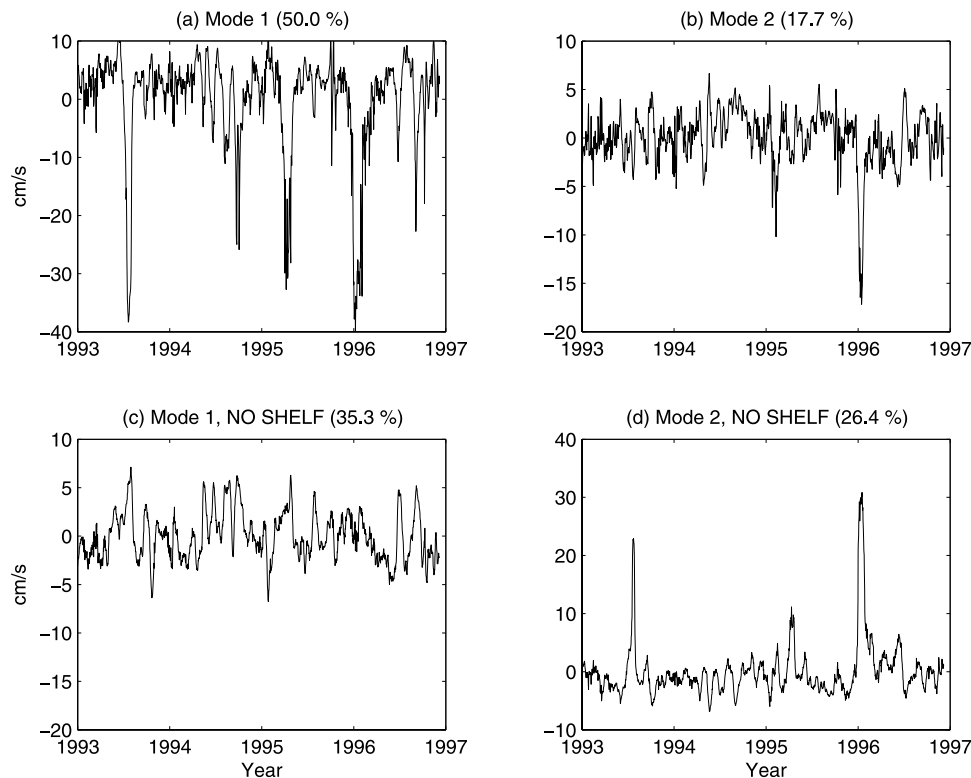 (a) Mode 1 (50.0 %)
10
0
−10
−20
−30
−40
cm/s
1993 1994 1995 1996 1997
(b) Mode 2 (17.7 %)
10
5
0
−5
−10
−15
−20
1993 1994 1995 1996 1997
(c) Mode 1, NO SHELF (35.3 %)
10
5
0
−5
−10
−15
−20
cm/s
1993 1994 1995 1996 1997
Year
(d) Mode 2, NO SHELF (26.4 %)
40
30
20
10
0
−10
1993 1994 1995 1996 1997
Year